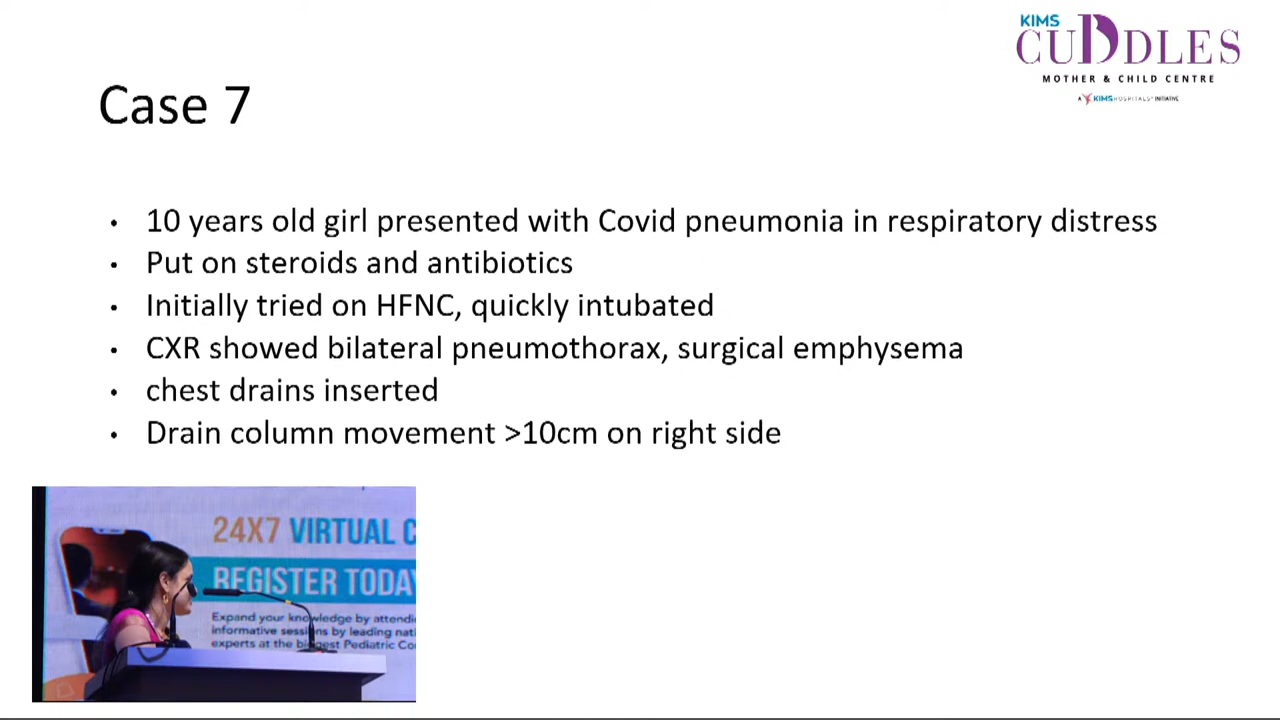 KIMS
CUDDLES
MOTHER & CHILD CENTRE
A KIMS HOSPITALS® INITIATIVE
Case 7
• 10 years old girl presented with Covid pneumonia in respiratory distress
• Put on steroids and antibiotics
• Initially tried on HFNC, quickly intubated
• CXR showed bilateral pneumothorax, surgical emphysema
• chest drains inserted
• Drain column movement >10cm on right side
24X7 VIRTUAL C
REGISTER TODAY
Expand your knowledge by attendi
informative sessions by leading nati
experts at the biggest Pediatric Co